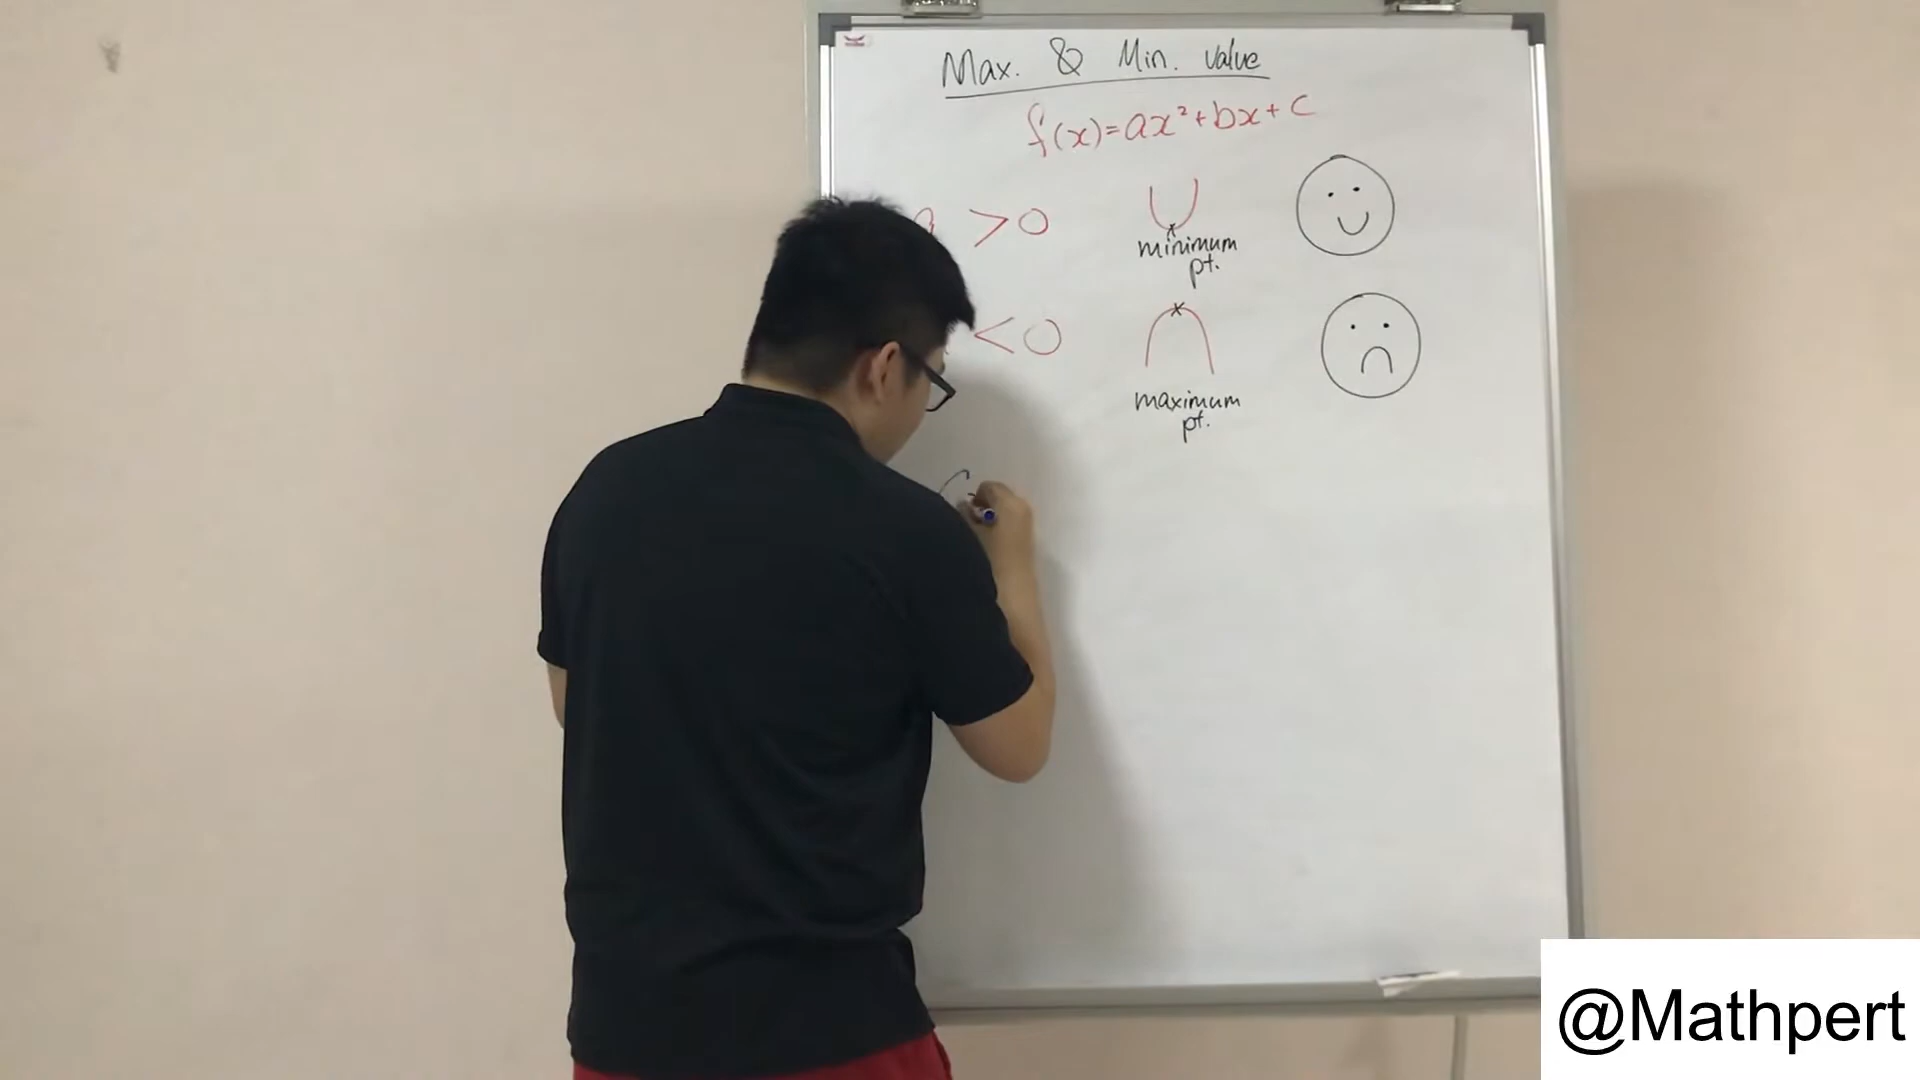 Max. & Min. value
f(x)=ax²+bx+c
a >0
minimum
pt.
<0
maximum
pt.
@Mathpert